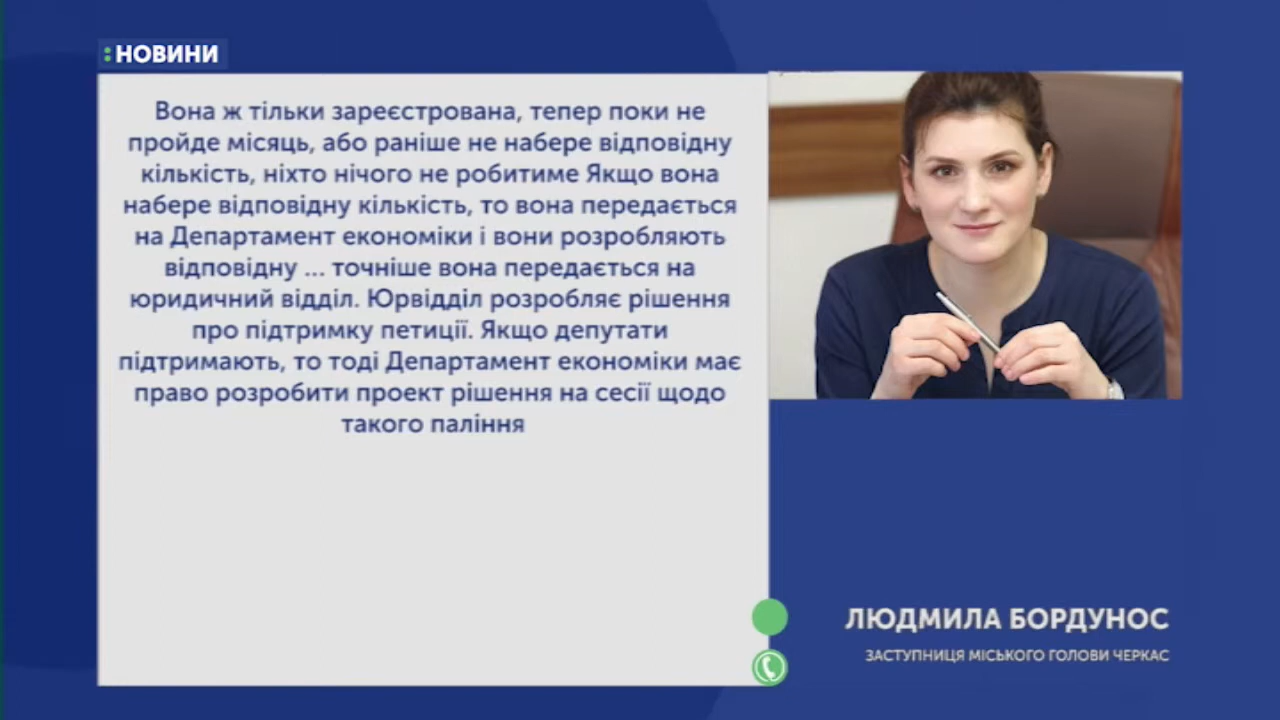 :НОВИНИ
Вона ж тільки зареєстрована, тепер поки не
пройде місяць, або раніше не набере відповідну
кількість, ніхто нічого не робитиме Якщо вона
набере відповідну кількість, то вона передається
на Департамент економіки і вони розробляють
відповідну ... точніше вона передається на
юридичний відділ. Юрвідділ розробляє рішення
про підтримку петиції. Якщо депутати
підтримають, то тоді Департамент економіки має
право розробити проект рішення на сесії щодо
такого паління
ЛЮДМИЛА БОРДУНОС
ЗАСТУПНИЦЯ МІСЬКОГО ГОЛОВИ ЧЕРКАС